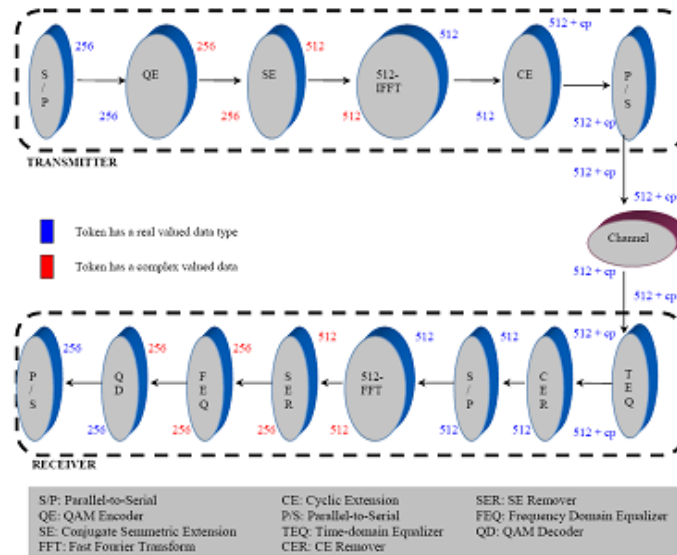 256 256 512 512 512 + cp
S/P QE SE 512-IFFT CE P/S
256 256 512 512 512 + cp
TRANSMITTER
512 + cp
512 + cp
Token has a real valued data type
Channel
Token has a complex valued data
512 + cp
512 + cp
256 256 256 512 512 512 512 + cp
P/S QD FEQ SER 512-FFT S/P CER TEQ
256 256 256 512 512 512 512 + cp
RECEIVER
S/P: Parallel-to-Serial CE: Cyclic Extension SER: SE Remover
QE: QAM Encoder P/S: Parallel-to-Serial FEQ: Frequency Domain Equalizer
SE: Conjugate Semmetric Extension TEQ: Time-domain Equalizer QD: QAM Decoder
FFT: Fast Fourier Transform CER: CE Remover